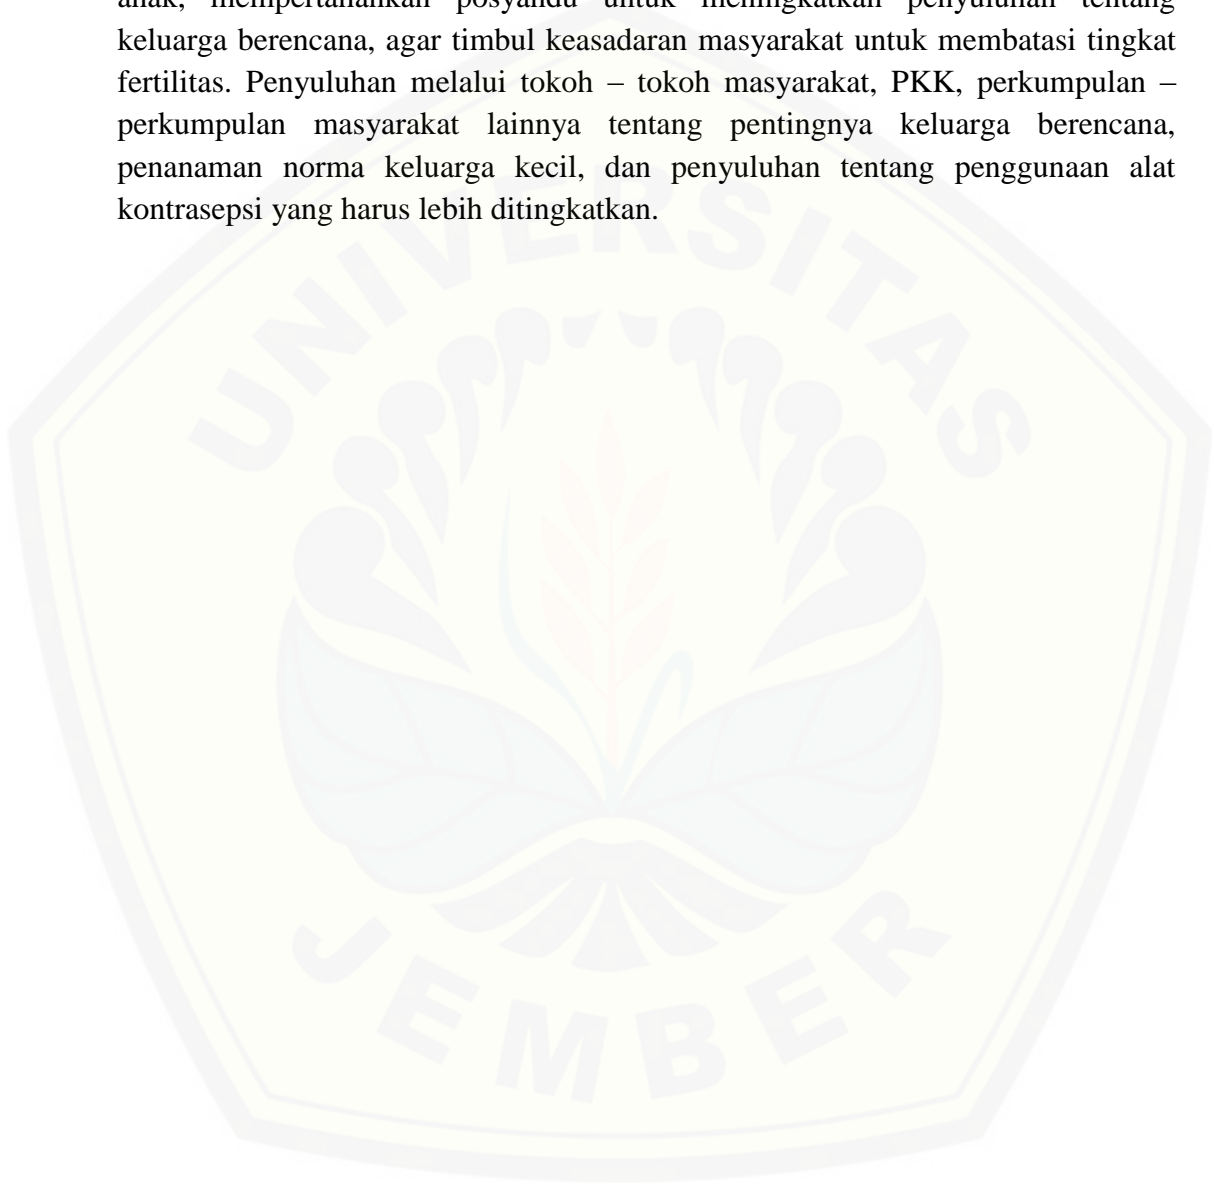 anak, mempertahankan posyandu untuk meningkatkan penyuluhan tentang
keluarga berencana, agar timbul keasadaran masyarakat untuk membatasi tingkat
fertilitas. Penyuluhan melalui tokoh – tokoh masyarakat, PKK, perkumpulan –
perkumpulan masyarakat lainnya tentang pentingnya keluarga berencana,
penanaman norma keluarga kecil, dan penyuluhan tentang penggunaan alat
kontrasepsi yang harus lebih ditingkatkan.
UNIVERSITAS
JEMBER